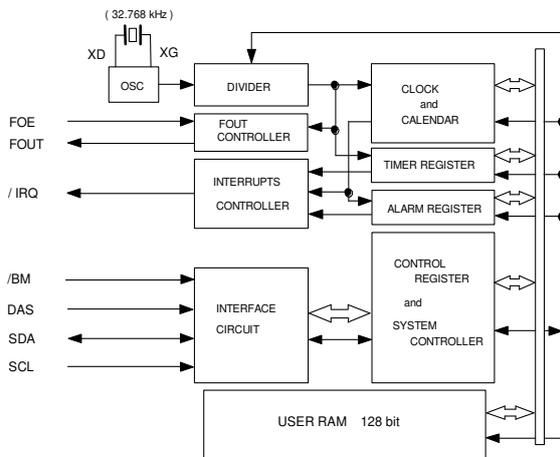 ( 32.768 kHz )
XD
XG
OSC
DIVIDER
CLOCK
and
CALENDAR
FOE
FOUT
FOUT
CONTROLLER
TIMER REGISTER
/ IRQ
INTERRUPTS
CONTROLLER
ALARM REGISTER
/BM
DAS
SDA
SCL
INTERFACE
CIRCUIT
CONTROL
REGISTER
and
SYSTEM
CONTROLLER
USER RAM 128 bit